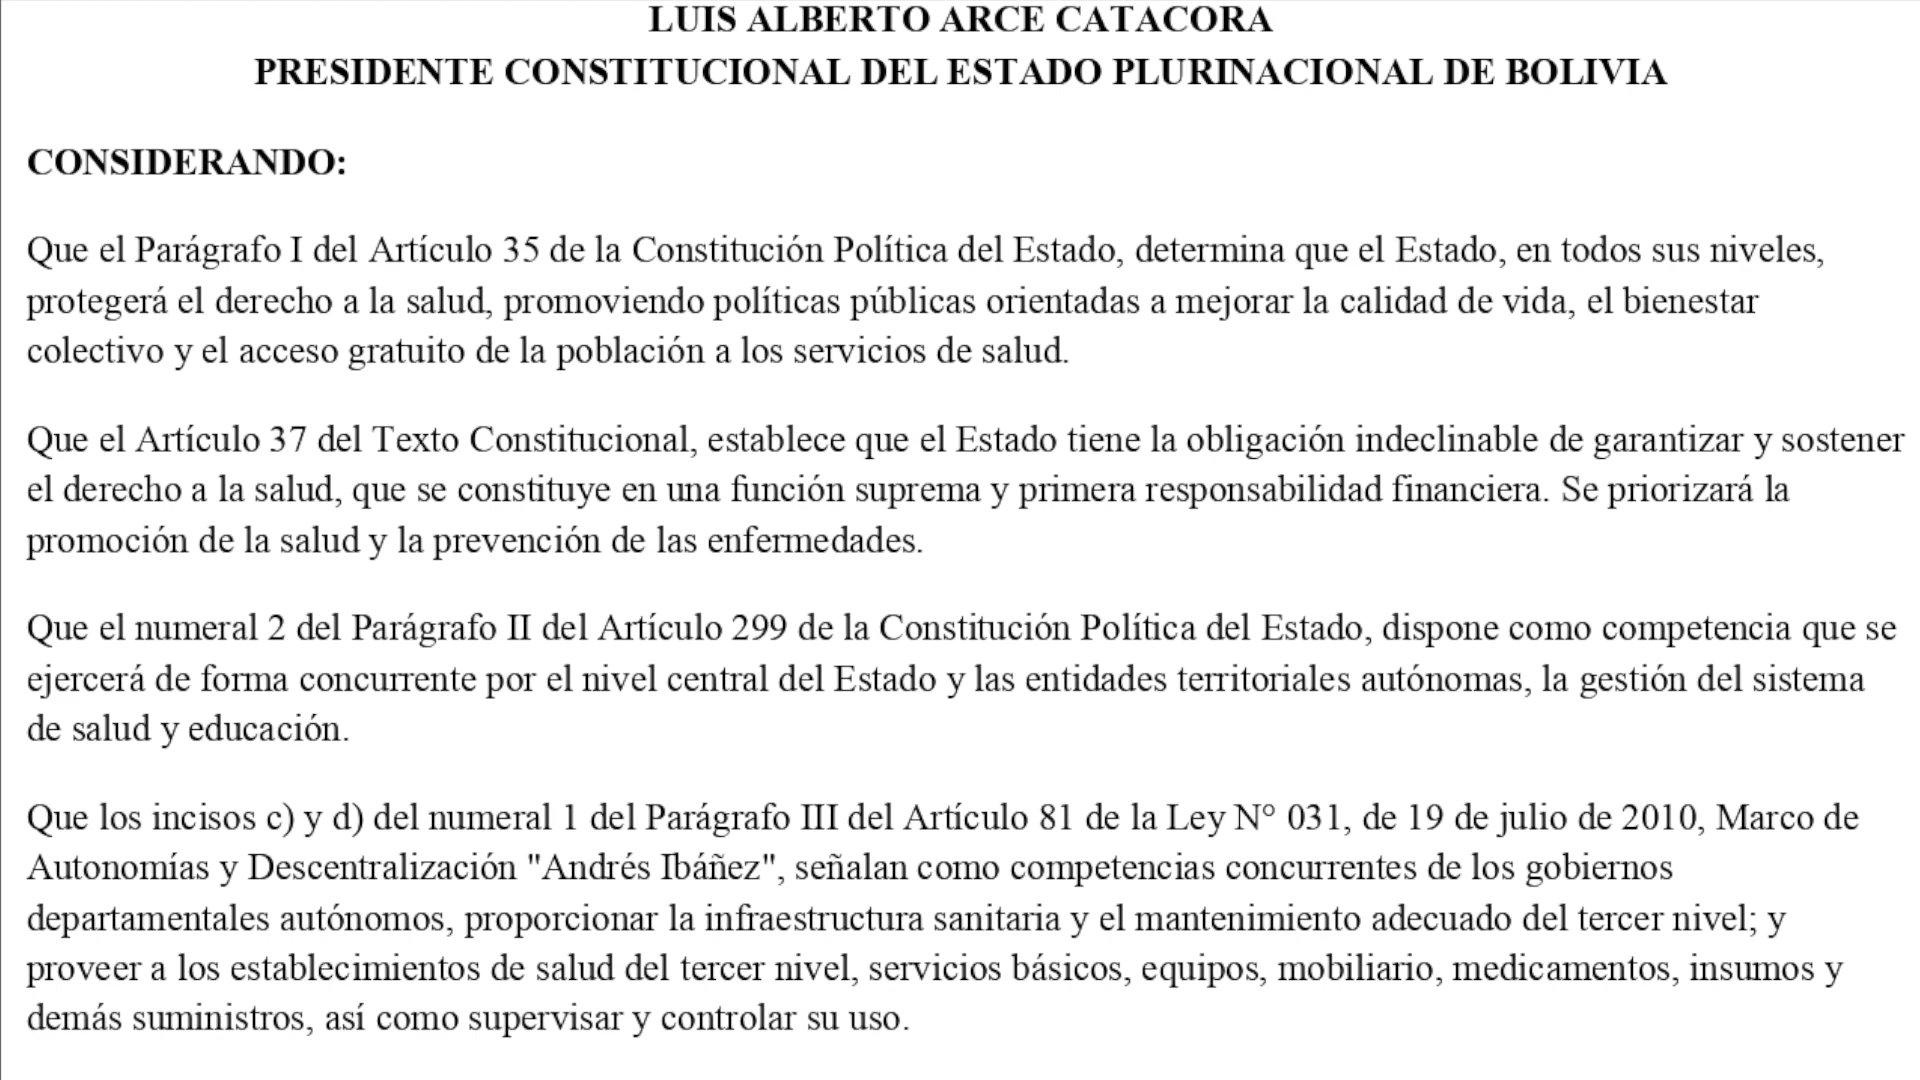 LUIS ALBERTO ARCE CATACORA
PRESIDENTE CONSTITUCIONAL DEL ESTADO PLURINACIONAL DE BOLIVIA
CONSIDERANDO:
Que el Parágrafo I del Artículo 35 de la Constitución Política del Estado, determina que el Estado, en todos sus niveles,
protegerá el derecho a la salud, promoviendo políticas públicas orientadas a mejorar la calidad de vida, el bienestar
colectivo y el acceso gratuito de la población a los servicios de salud.
Que el Artículo 37 del Texto Constitucional, establece que el Estado tiene la obligación indeclinable de garantizar y sostener
el derecho a la salud, que se constituye en una función suprema y primera responsabilidad financiera. Se priorizará la
promoción de la salud y la prevención de las enfermedades.
Que el numeral 2 del Parágrafo II del Artículo 299 de la Constitución Política del Estado, dispone como competencia que se
ejercerá de forma concurrente por el nivel central del Estado y las entidades territoriales autónomas, la gestión del sistema
de salud y educación.
Que los incisos c) y d) del numeral 1 del Parágrafo III del Artículo 81 de la Ley N° 031, de 19 de julio de 2010, Marco de
Autonomías y Descentralización "Andrés Ibáñez", señalan como competencias concurrentes de los gobiernos
departamentales autónomos, proporcionar la infraestructura sanitaria y el mantenimiento adecuado del tercer nivel; y
proveer a los establecimientos de salud del tercer nivel, servicios básicos, equipos, mobiliario, medicamentos, insumos y
demás suministros, así como supervisar y controlar su uso.